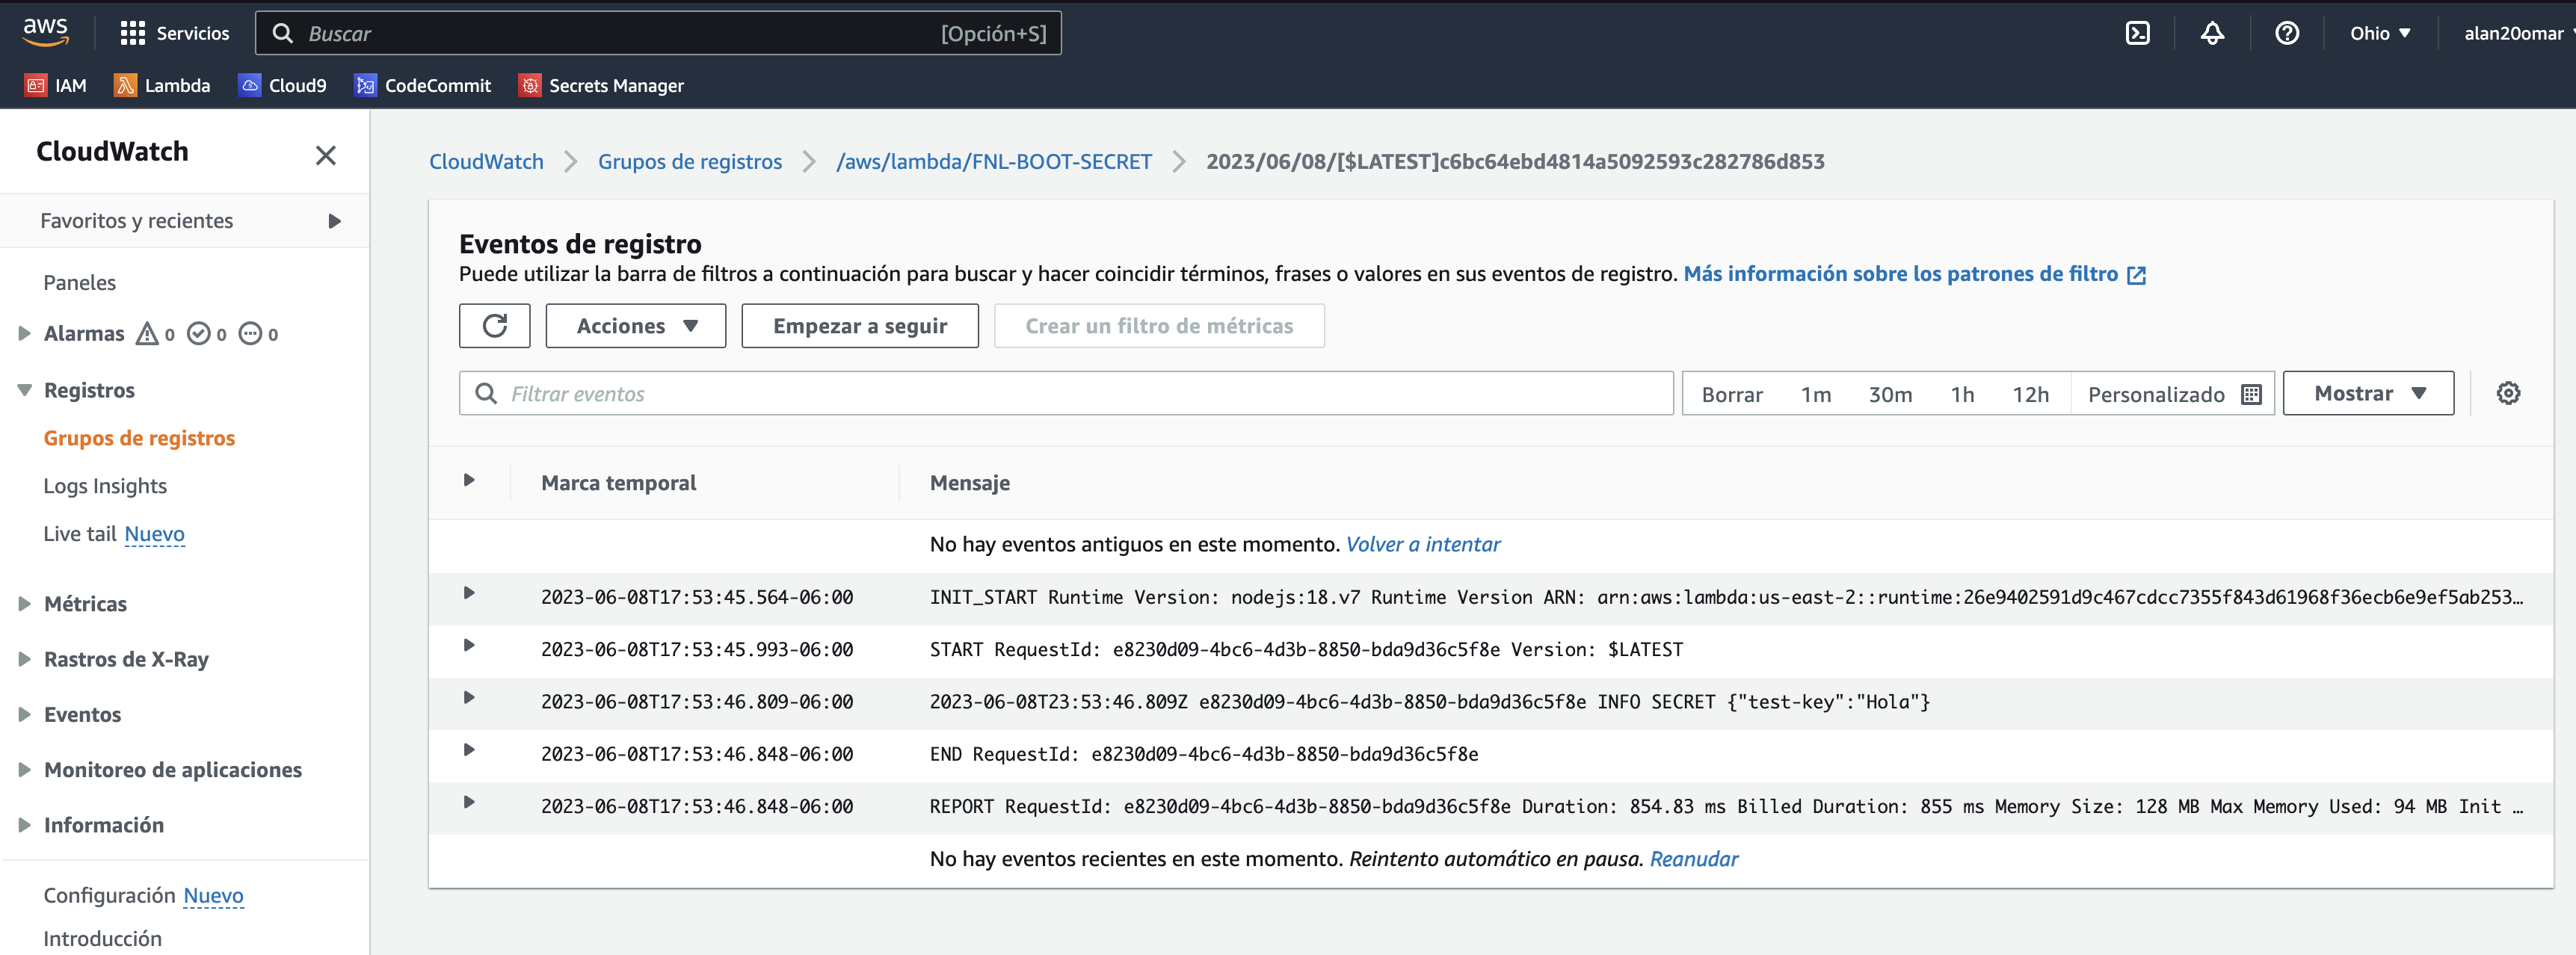 aws
Servicios
Buscar
[Opción+S]
Ohio
alan20omar
IAM
Lambda
Cloud9
CodeCommit
Secrets Manager
CloudWatch
Favoritos y recientes
Paneles
Alarmas 0 0 0
Registros
Grupos de registros
Logs Insights
Live tail Nuevo
Métricas
Rastros de X-Ray
Eventos
Monitoreo de aplicaciones
Información
Configuración Nuevo
Introducción
CloudWatch
Grupos de registros
/aws/lambda/FNL-BOOT-SECRET
2023/06/08/[$LATEST]c6bc64ebd4814a5092593c282786d853
Eventos de registro
Puede utilizar la barra de filtros a continuación para buscar y hacer coincidir términos, frases o valores en sus eventos de registro. Más información sobre los patrones de filtro
Acciones
Empezar a seguir
Crear un filtro de métricas
Filtrar eventos
Borrar 1m 30m 1h 12h Personalizado
Mostrar
Marca temporal Mensaje
No hay eventos antiguos en este momento. Volver a intentar
2023-06-08T17:53:45.564-06:00 INIT_START Runtime Version: nodejs:18.v7 Runtime Version ARN: arn:aws:lambda:us-east-2::runtime:26e9402591d9c467cdcc7355f843d61968f36ecb6e9ef5ab253…
2023-06-08T17:53:45.993-06:00 START RequestId: e8230d09-4bc6-4d3b-8850-bda9d36c5f8e Version: $LATEST
2023-06-08T17:53:46.809-06:00 2023-06-08T23:53:46.809Z e8230d09-4bc6-4d3b-8850-bda9d36c5f8e INFO SECRET {"test-key":"Hola"}
2023-06-08T17:53:46.848-06:00 END RequestId: e8230d09-4bc6-4d3b-8850-bda9d36c5f8e
2023-06-08T17:53:46.848-06:00 REPORT RequestId: e8230d09-4bc6-4d3b-8850-bda9d36c5f8e Duration: 854.83 ms Billed Duration: 855 ms Memory Size: 128 MB Max Memory Used: 94 MB Init …
No hay eventos recientes en este momento. Reintento automático en pausa. Reanudar